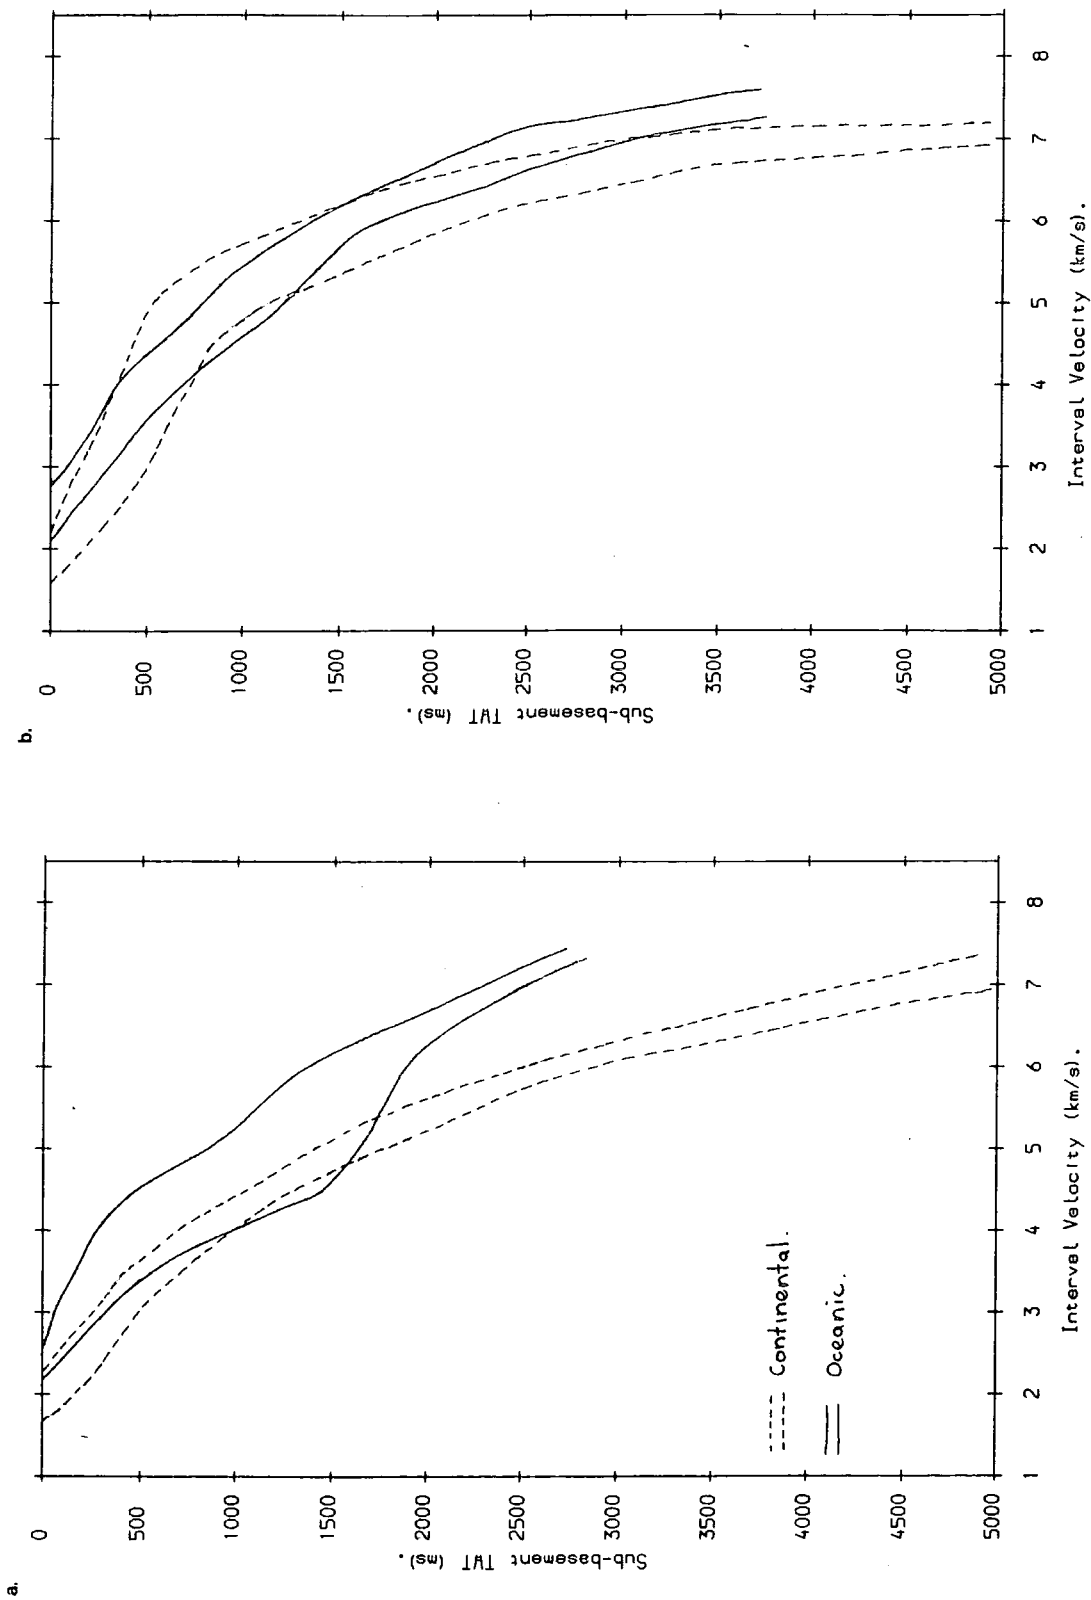 a.
0
500
1000
1500
2000
2500
3000
3500
4000
4500
5000
Sub-basement TWT (ms).
1 2 3 4 5 6 7 8
Interval Velocity (km/s).
Continental.
Oceanic.
b.
0
500
1000
1500
2000
2500
3000
3500
4000
4500
5000
Sub-basement TWT (ms).
1 2 3 4 5 6 7 8
Interval Velocity (km/s).